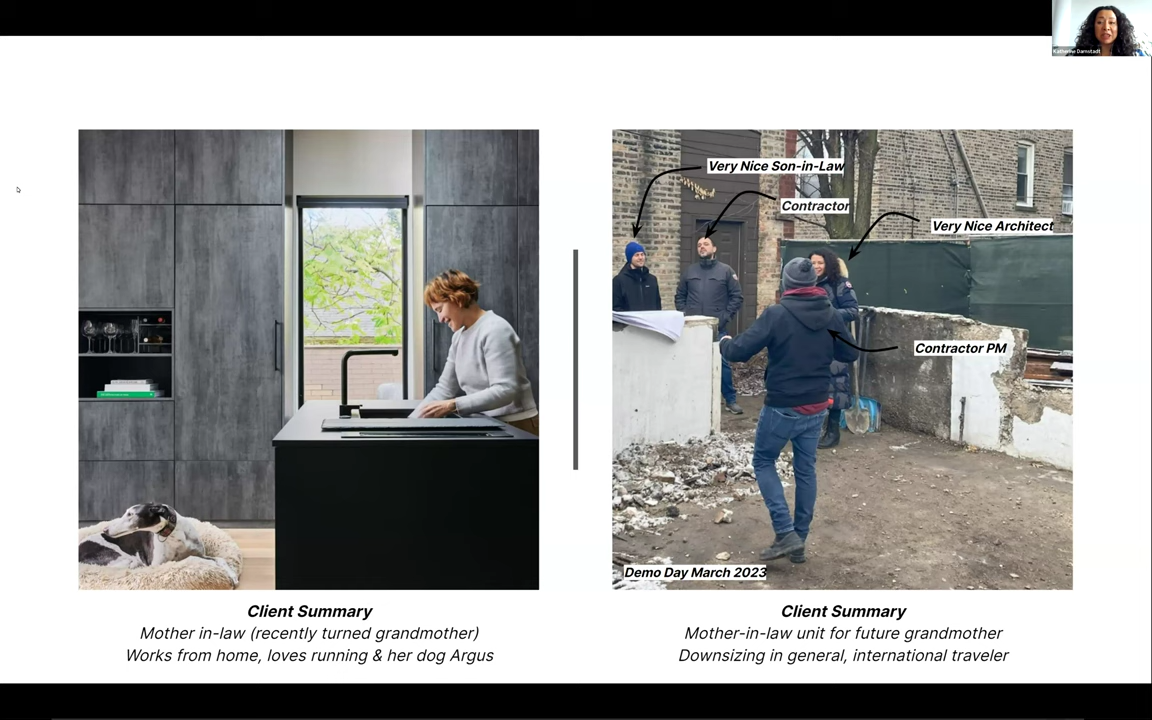 Katherine Darnstadt
Very Nice Son-in-Law
Contractor
Very Nice Architect
Contractor PM
Demo Day March 2023
Client Summary
Mother in-law (recently turned grandmother)
Works from home, loves running & her dog Argus
Client Summary
Mother-in-law unit for future grandmother
Downsizing in general, international traveler